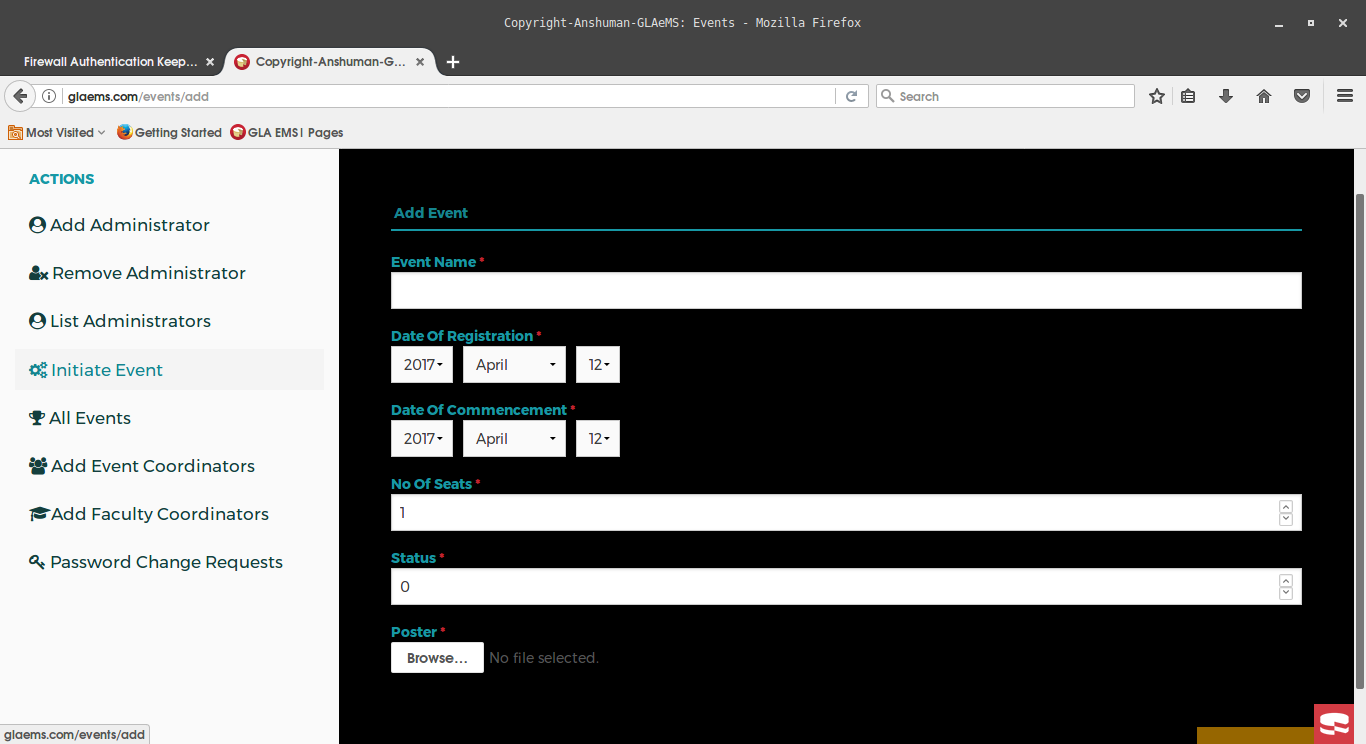 Copyright-Anshuman-GLAeMS: Events - Mozilla Firefox
Firewall Authentication Keep... Copyright-Anshuman-G...
glaems.com/events/add Search
Most Visited Getting Started GLA EMS| Pages
ACTIONS
Add Administrator
Remove Administrator
List Administrators
Initiate Event
All Events
Add Event Coordinators
Add Faculty Coordinators
Password Change Requests
Add Event
Event Name *
Date Of Registration *
2017 April 12
Date Of Commencement *
2017 April 12
No Of Seats *
1
Status *
0
Poster *
Browse... No file selected.
glaems.com/events/add